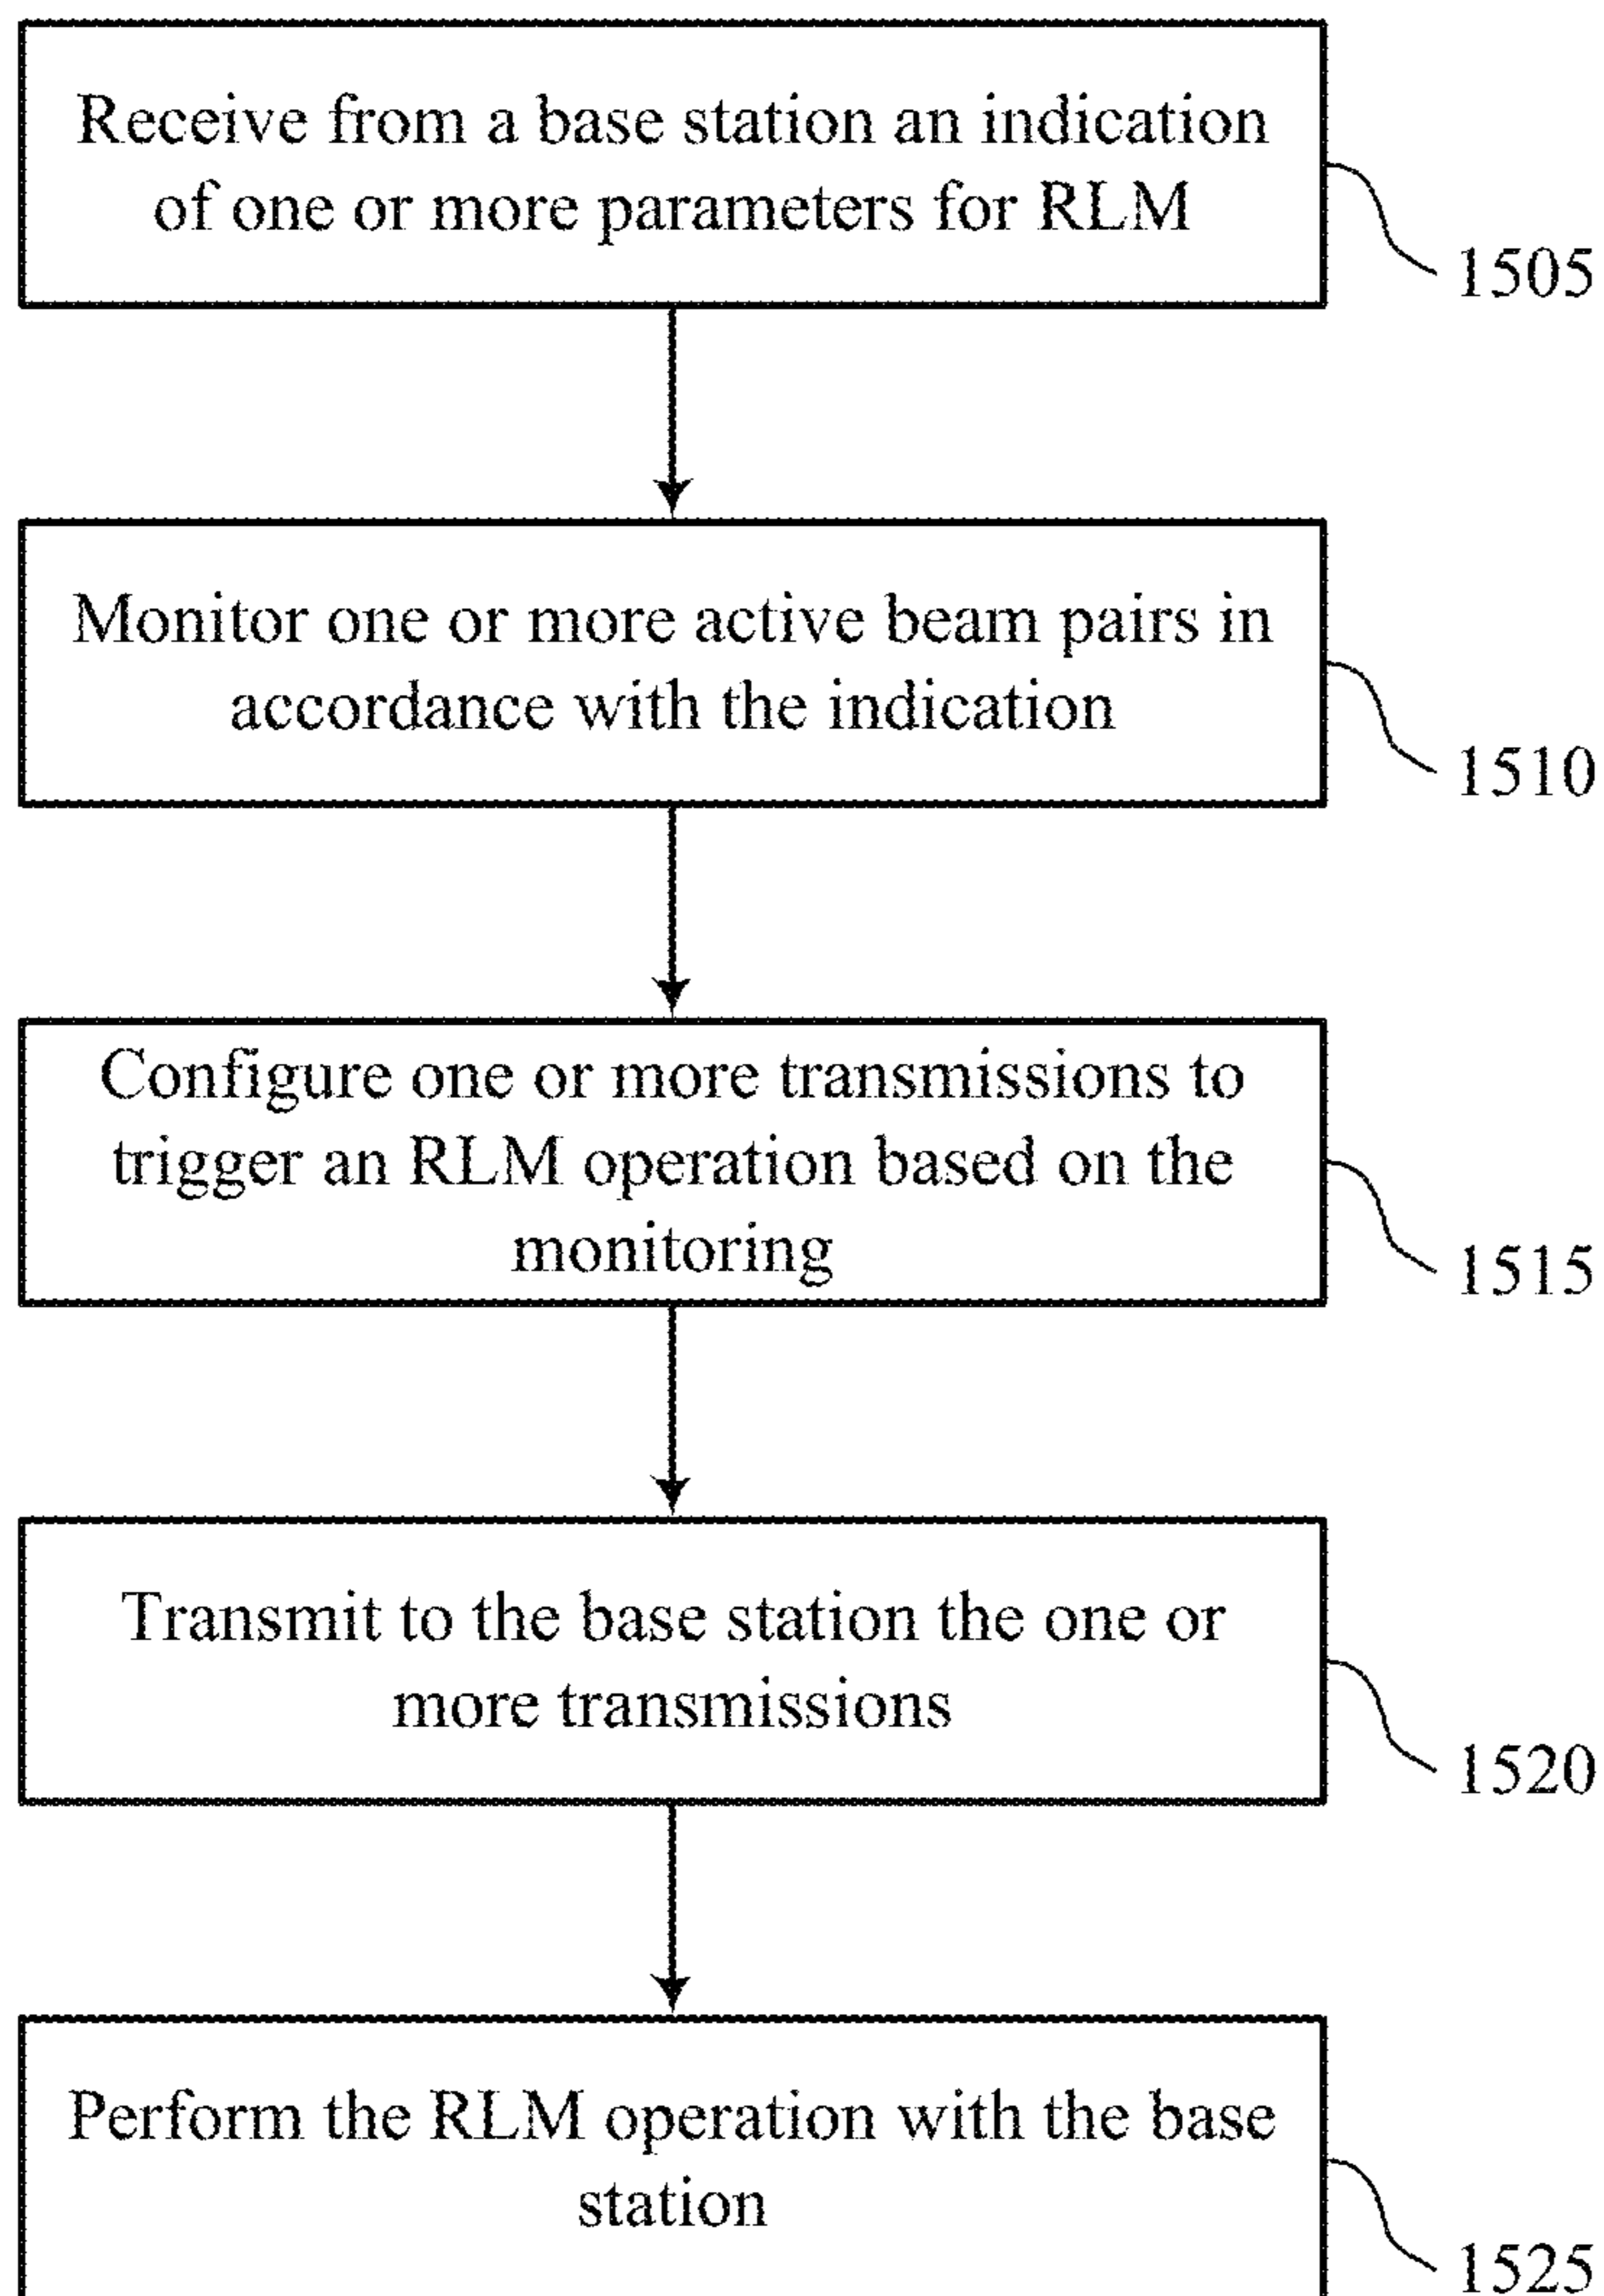 Receive from a base station an indication
of one or more parameters for RLM
1505
Monitor one or more active beam pairs in
accordance with the indication
1510
Configure one or more transmissions to
trigger an RLM operation based on the
monitoring
1515
Transmit to the base station the one or
more transmissions
1520
Perform the RLM operation with the base
station
1525